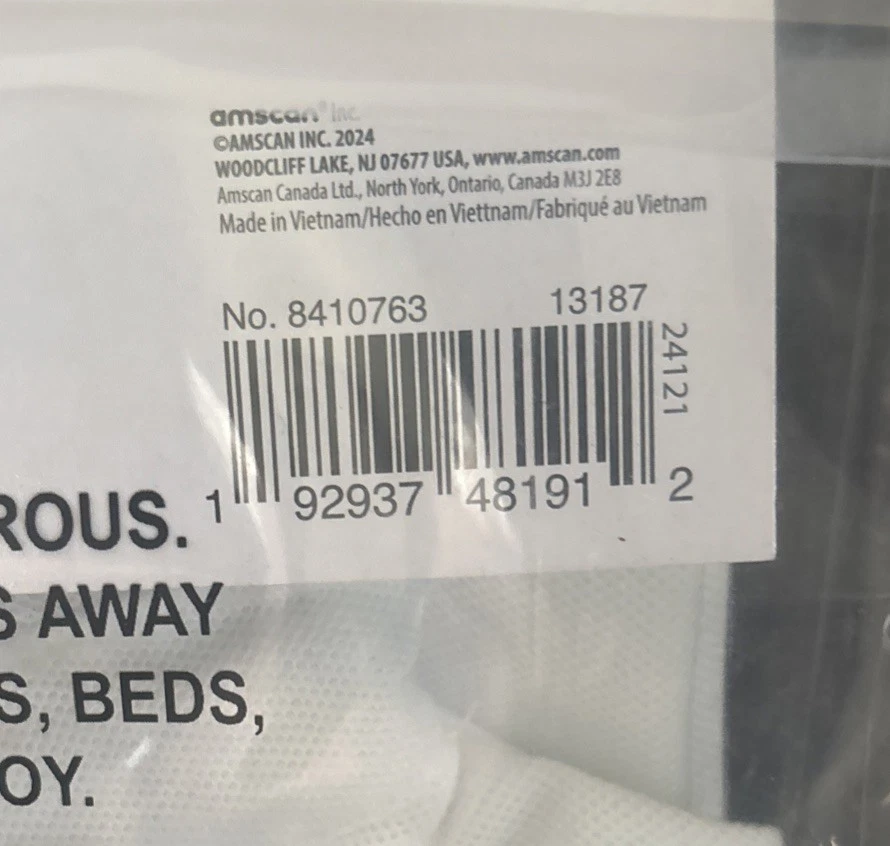 amscan® Inc.
©AMSCAN INC. 2024
WOODCLIFF LAKE, NJ 07677 USA, www.amscan.com
Amscan Canada Ltd., North York, Ontario, Canada M3J 2E8
Made in Vietnam/Hecho en Viettnam/Fabriqué au Vietnam
No. 8410763 13187
24121
1 92937 48191 2
ROUS.
S AWAY
S, BEDS,
OY.